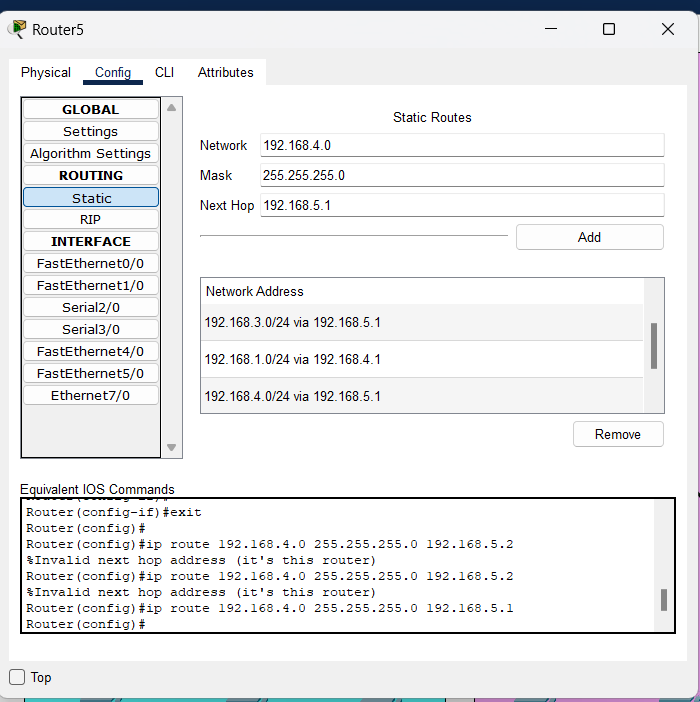 Router5
Physical Config CLI Attributes
GLOBAL
Settings
Algorithm Settings
ROUTING
Static
RIP
INTERFACE
FastEthernet0/0
FastEthernet1/0
Serial2/0
Serial3/0
FastEthernet4/0
FastEthernet5/0
Ethernet7/0
Static Routes
Network 192.168.4.0
Mask 255.255.255.0
Next Hop 192.168.5.1
Add
Network Address
192.168.3.0/24 via 192.168.5.1
192.168.1.0/24 via 192.168.4.1
192.168.4.0/24 via 192.168.5.1
Remove
Equivalent IOS Commands
Router(config-if)#exit
Router(config)#
Router(config)#ip route 192.168.4.0 255.255.255.0 192.168.5.2
%Invalid next hop address (it's this router)
Router(config)#ip route 192.168.4.0 255.255.255.0 192.168.5.2
%Invalid next hop address (it's this router)
Router(config)#ip route 192.168.4.0 255.255.255.0 192.168.5.1
Router(config)#
Top